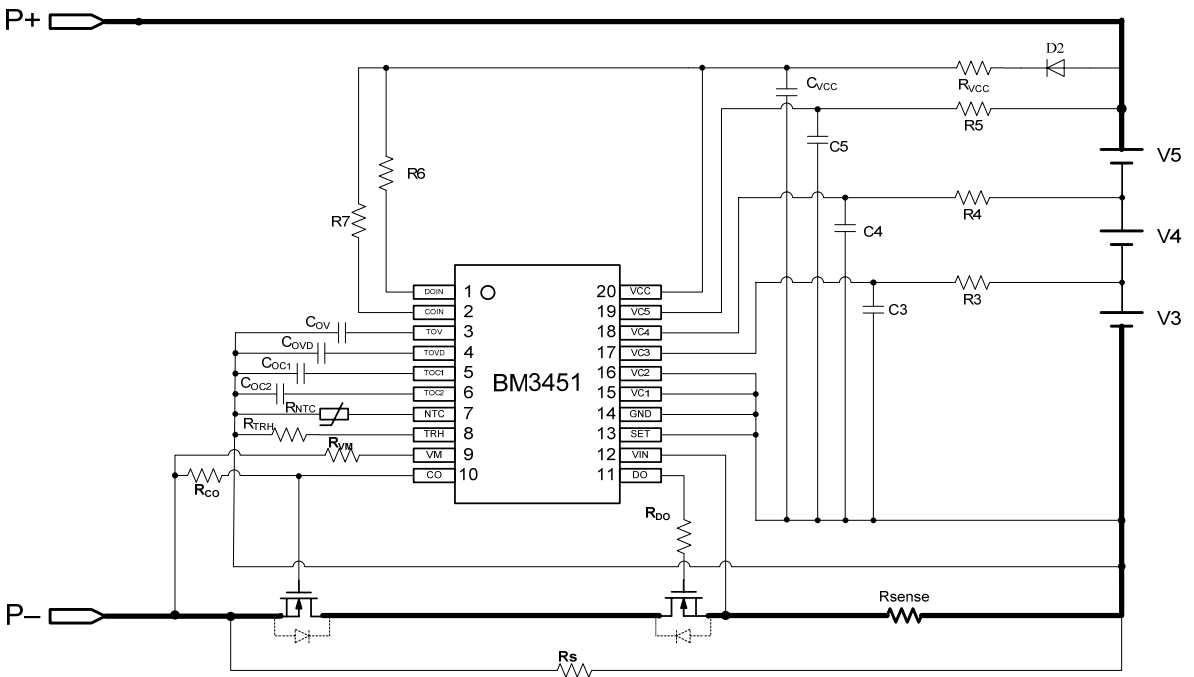 P+
D2
CVCC
RVCC
R5
C5
V5
R6
R4
R7
C4
V4
R3
C3
V3
DOIN 1 20 VCC
COIN 2 19 VC5
COV TOV 3 18 VC4
COVD TOVD 4 17 VC3
COC1 TOC1 5 16 VC2
BM3451
COC2 TOC2 6 15 VC1
RNTC NTC 7 14 GND
RTRH TRH 8 13 SET
RVM VM 9 12 VIN
RCO CO 10 11 DO
RDO
Rsense
P–
Rs